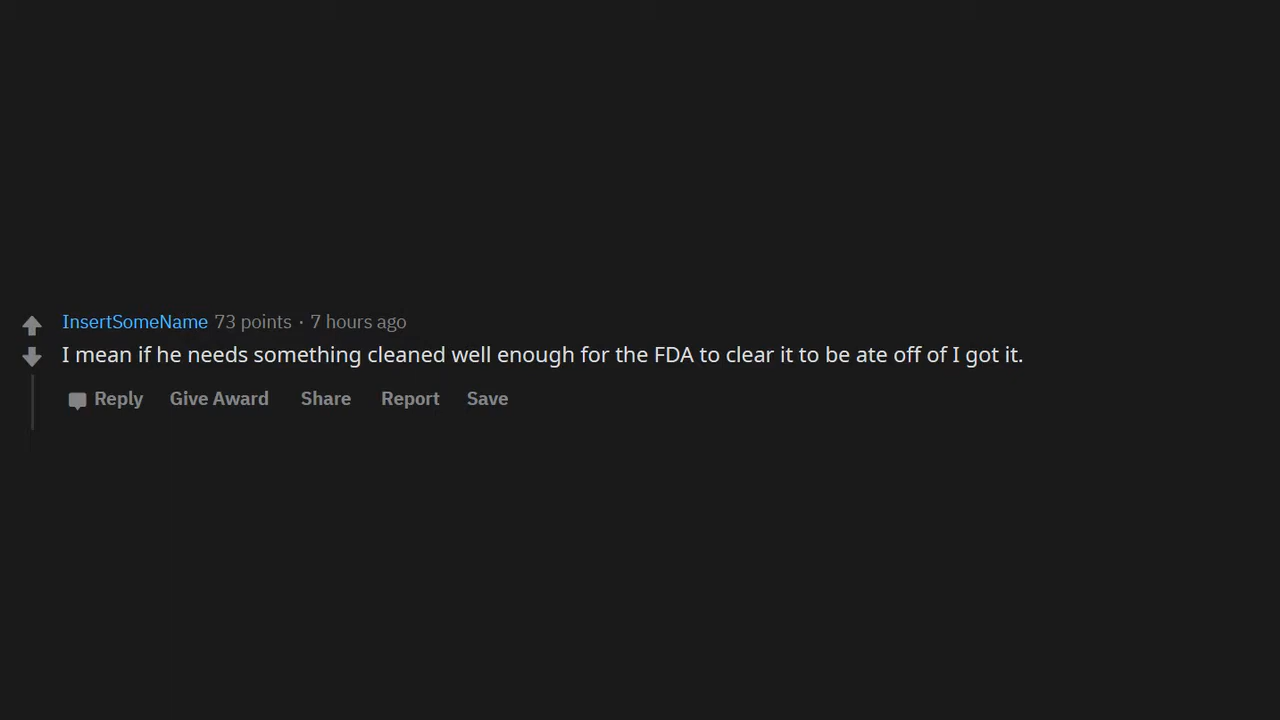 InsertSomeName 73 points · 7 hours ago
I mean if he needs something cleaned well enough for the FDA to clear it to be ate off of I got it.
Reply Give Award Share Report Save